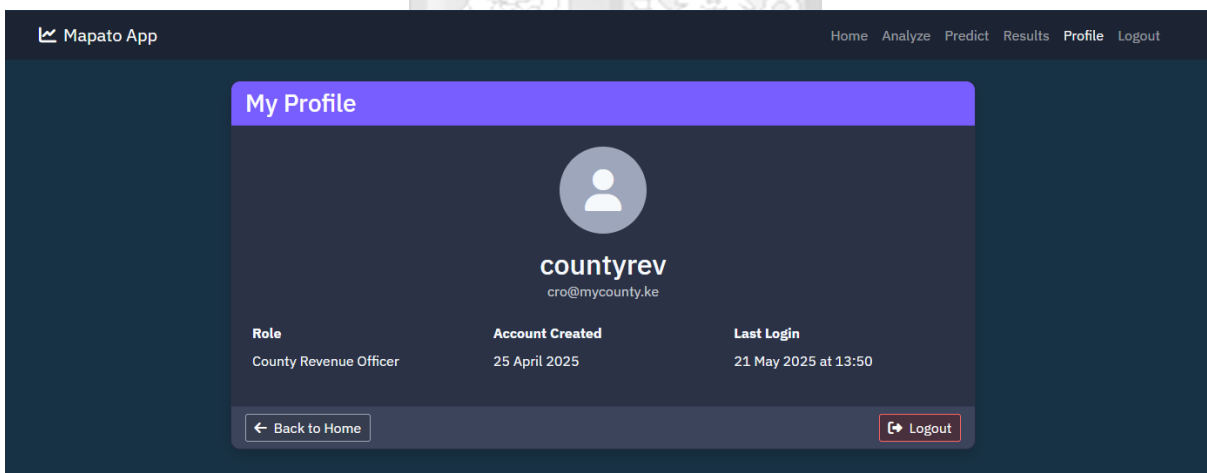 Mapato App
Home Analyze Predict Results Profile Logout
My Profile
countyrev
cro@mycounty.ke
Role Account Created Last Login
County Revenue Officer 25 April 2025 21 May 2025 at 13:50
Back to Home Logout